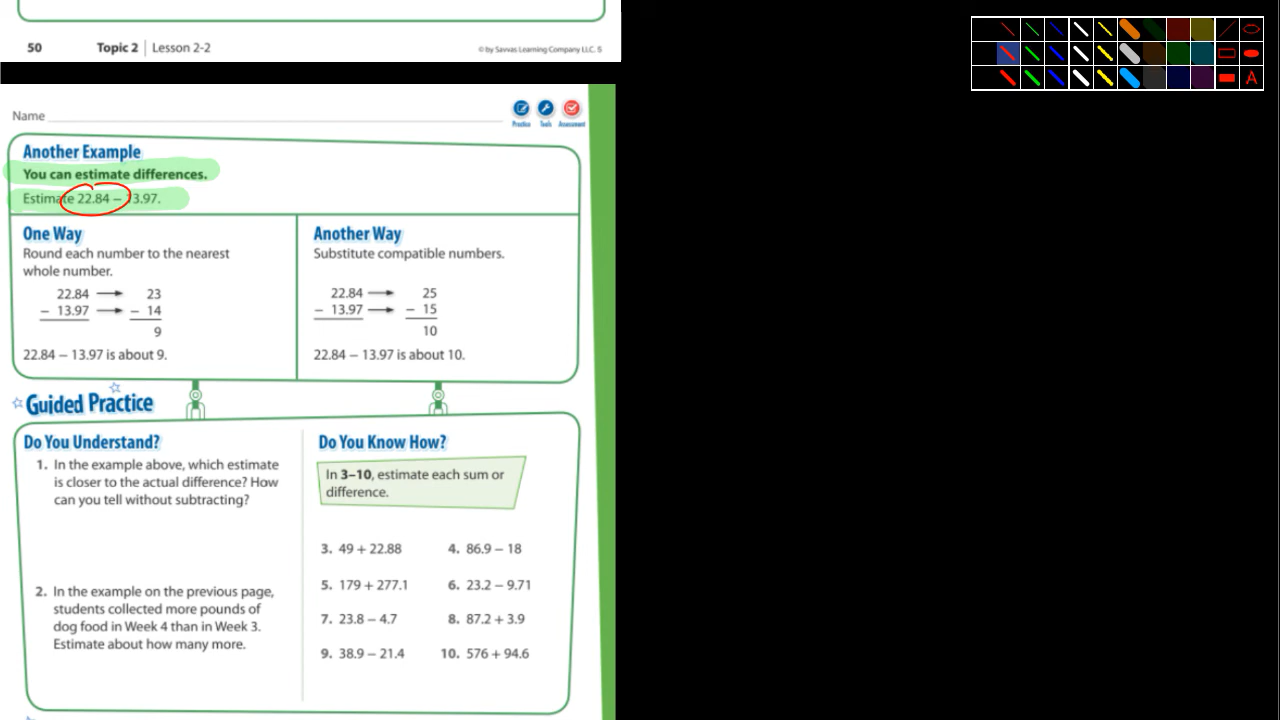 50 Topic 2 | Lesson 2-2 © by Savvas Learning Company LLC. 5
Name
Practice Tools Assessment
Another Example
You can estimate differences.
Estimate 22.84 – 13.97.
One Way
Round each number to the nearest
whole number.
22.84 → 23
– 13.97 → – 14
9
22.84 – 13.97 is about 9.
Another Way
Substitute compatible numbers.
22.84 → 25
– 13.97 → – 15
10
22.84 – 13.97 is about 10.
Guided Practice
Do You Understand?
1. In the example above, which estimate
is closer to the actual difference? How
can you tell without subtracting?
2. In the example on the previous page,
students collected more pounds of
dog food in Week 4 than in Week 3.
Estimate about how many more.
Do You Know How?
In 3–10, estimate each sum or
difference.
3. 49 + 22.88 4. 86.9 – 18
5. 179 + 277.1 6. 23.2 – 9.71
7. 23.8 – 4.7 8. 87.2 + 3.9
9. 38.9 – 21.4 10. 576 + 94.6
A